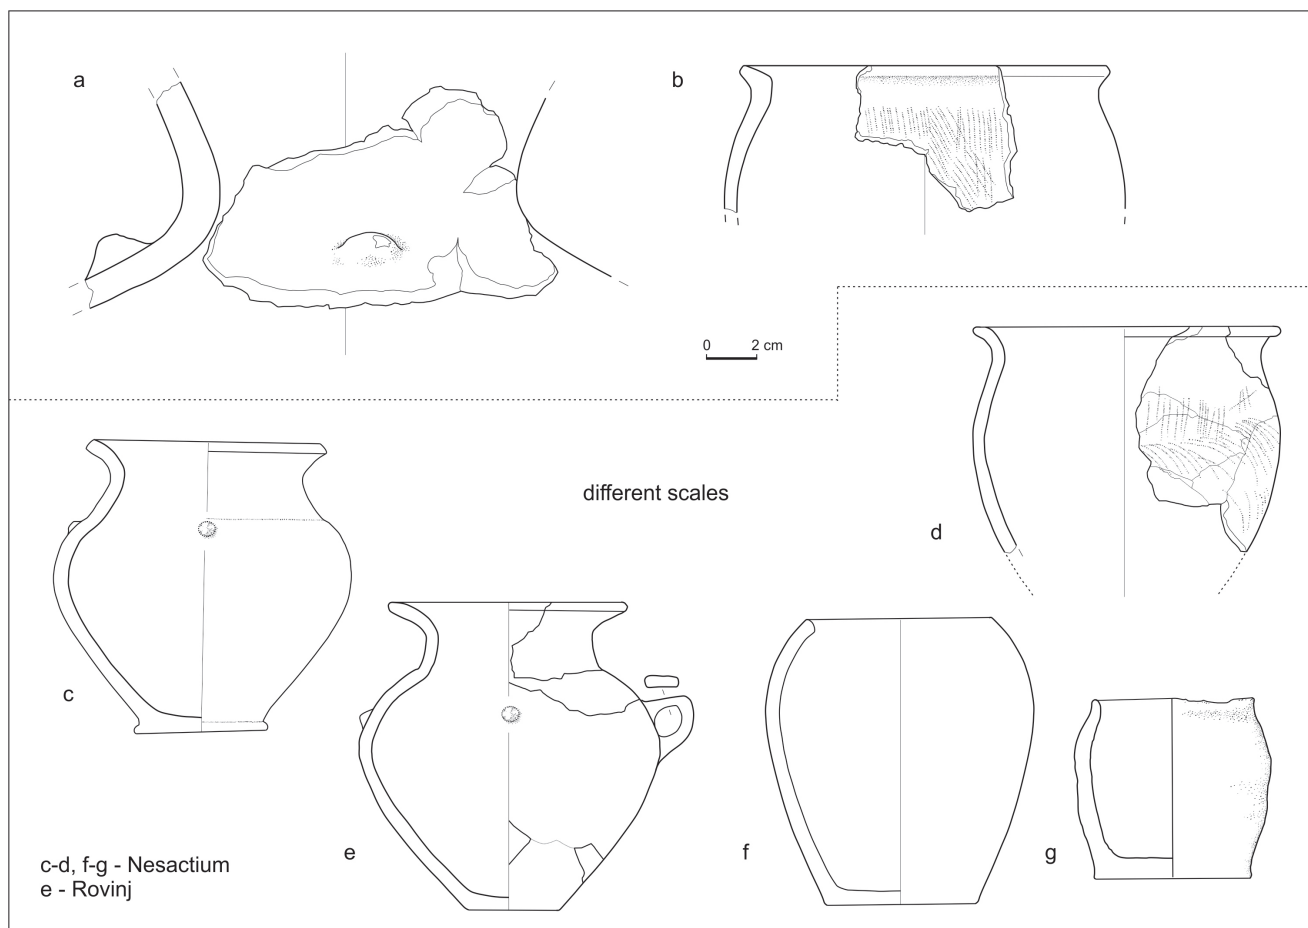 a
b
0 2 cm
different scales
d
c
e
f
g
c-d, f-g - Nesactium
e - Rovinj